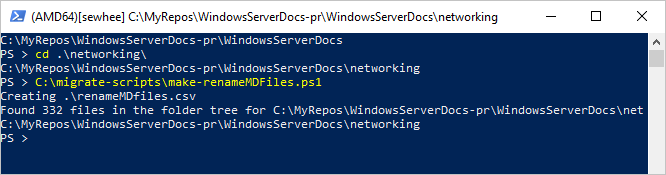 (AMD64)[sewhee] C:\MyRepos\WindowsServerDocs-pr\WindowsServerDocs\networking
C:\MyRepos\WindowsServerDocs-pr\WindowsServerDocs
PS > cd .\networking\
C:\MyRepos\WindowsServerDocs-pr\WindowsServerDocs\networking
PS > C:\migrate-scripts\make-renameMDFiles.ps1
Creating .\renameMDfiles.csv
Found 332 files in the folder tree for C:\MyRepos\WindowsServerDocs-pr\WindowsServerDocs\net
C:\MyRepos\WindowsServerDocs-pr\WindowsServerDocs\networking
PS >